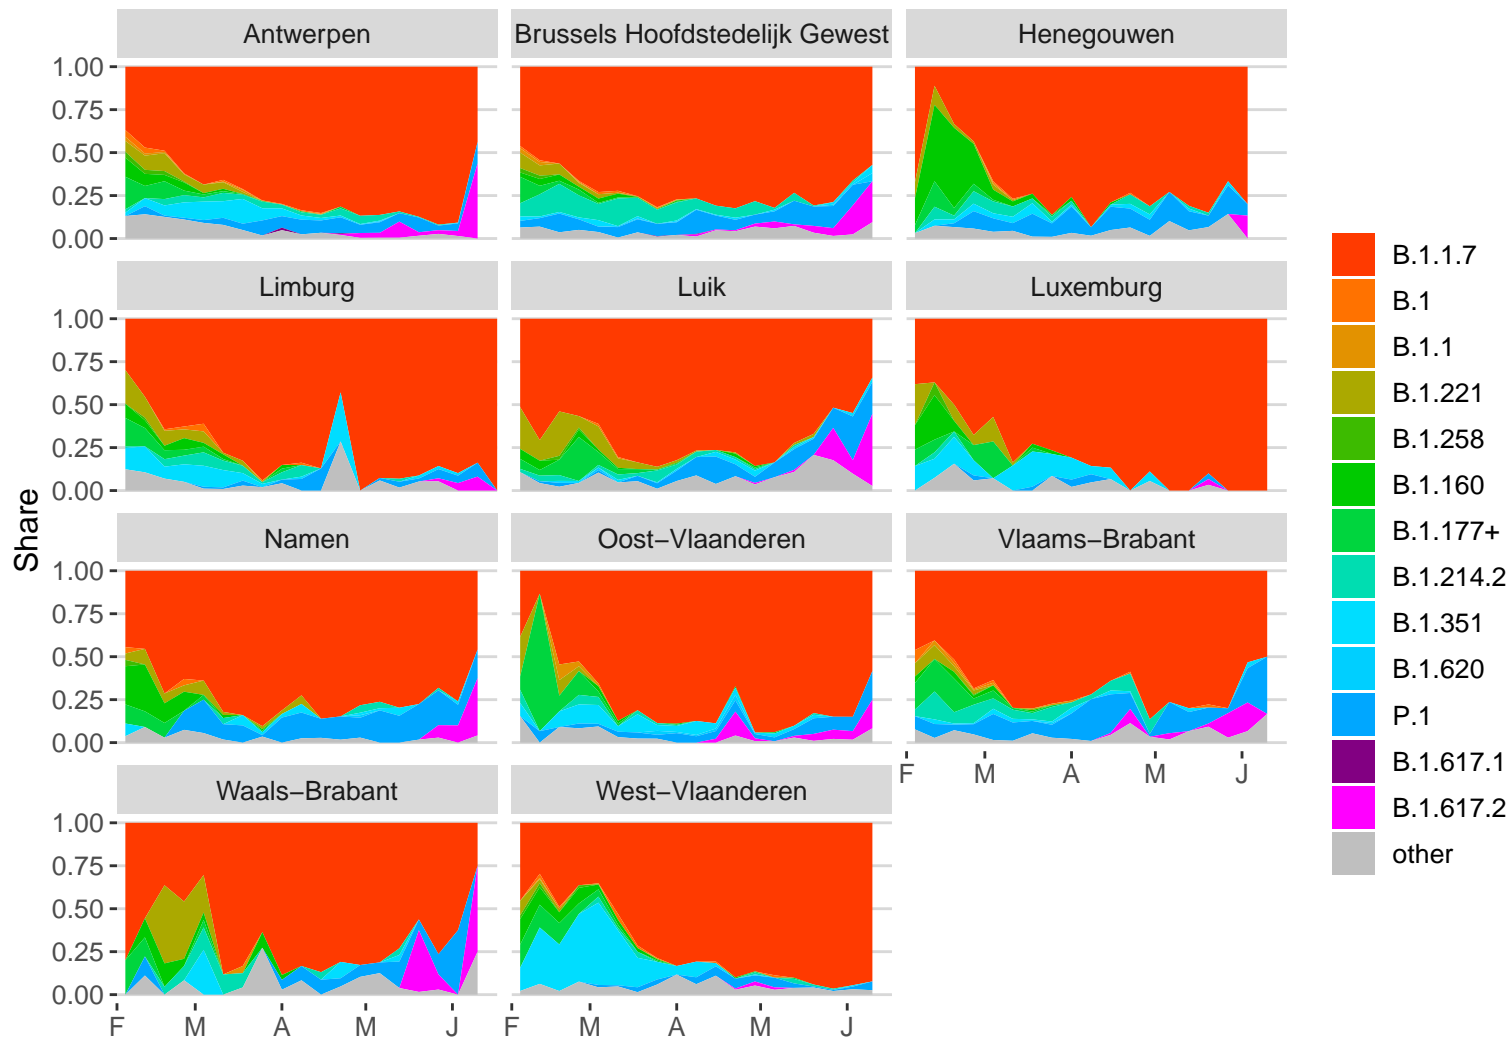 Antwerpen
Brussels Hoofdstedelijk Gewest
Henegouwen
1.00
0.75
0.50
0.25
0.00
Limburg
Luik
Luxemburg
1.00
0.75
0.50
0.25
0.00
Share
Namen
Oost−Vlaanderen
Vlaams−Brabant
1.00
0.75
0.50
0.25
0.00
F M A M J
Waals−Brabant
West−Vlaanderen
1.00
0.75
0.50
0.25
0.00
F M A M J
F M A M J
B.1.1.7
B.1
B.1.1
B.1.221
B.1.258
B.1.160
B.1.177+
B.1.214.2
B.1.351
B.1.620
P.1
B.1.617.1
B.1.617.2
other